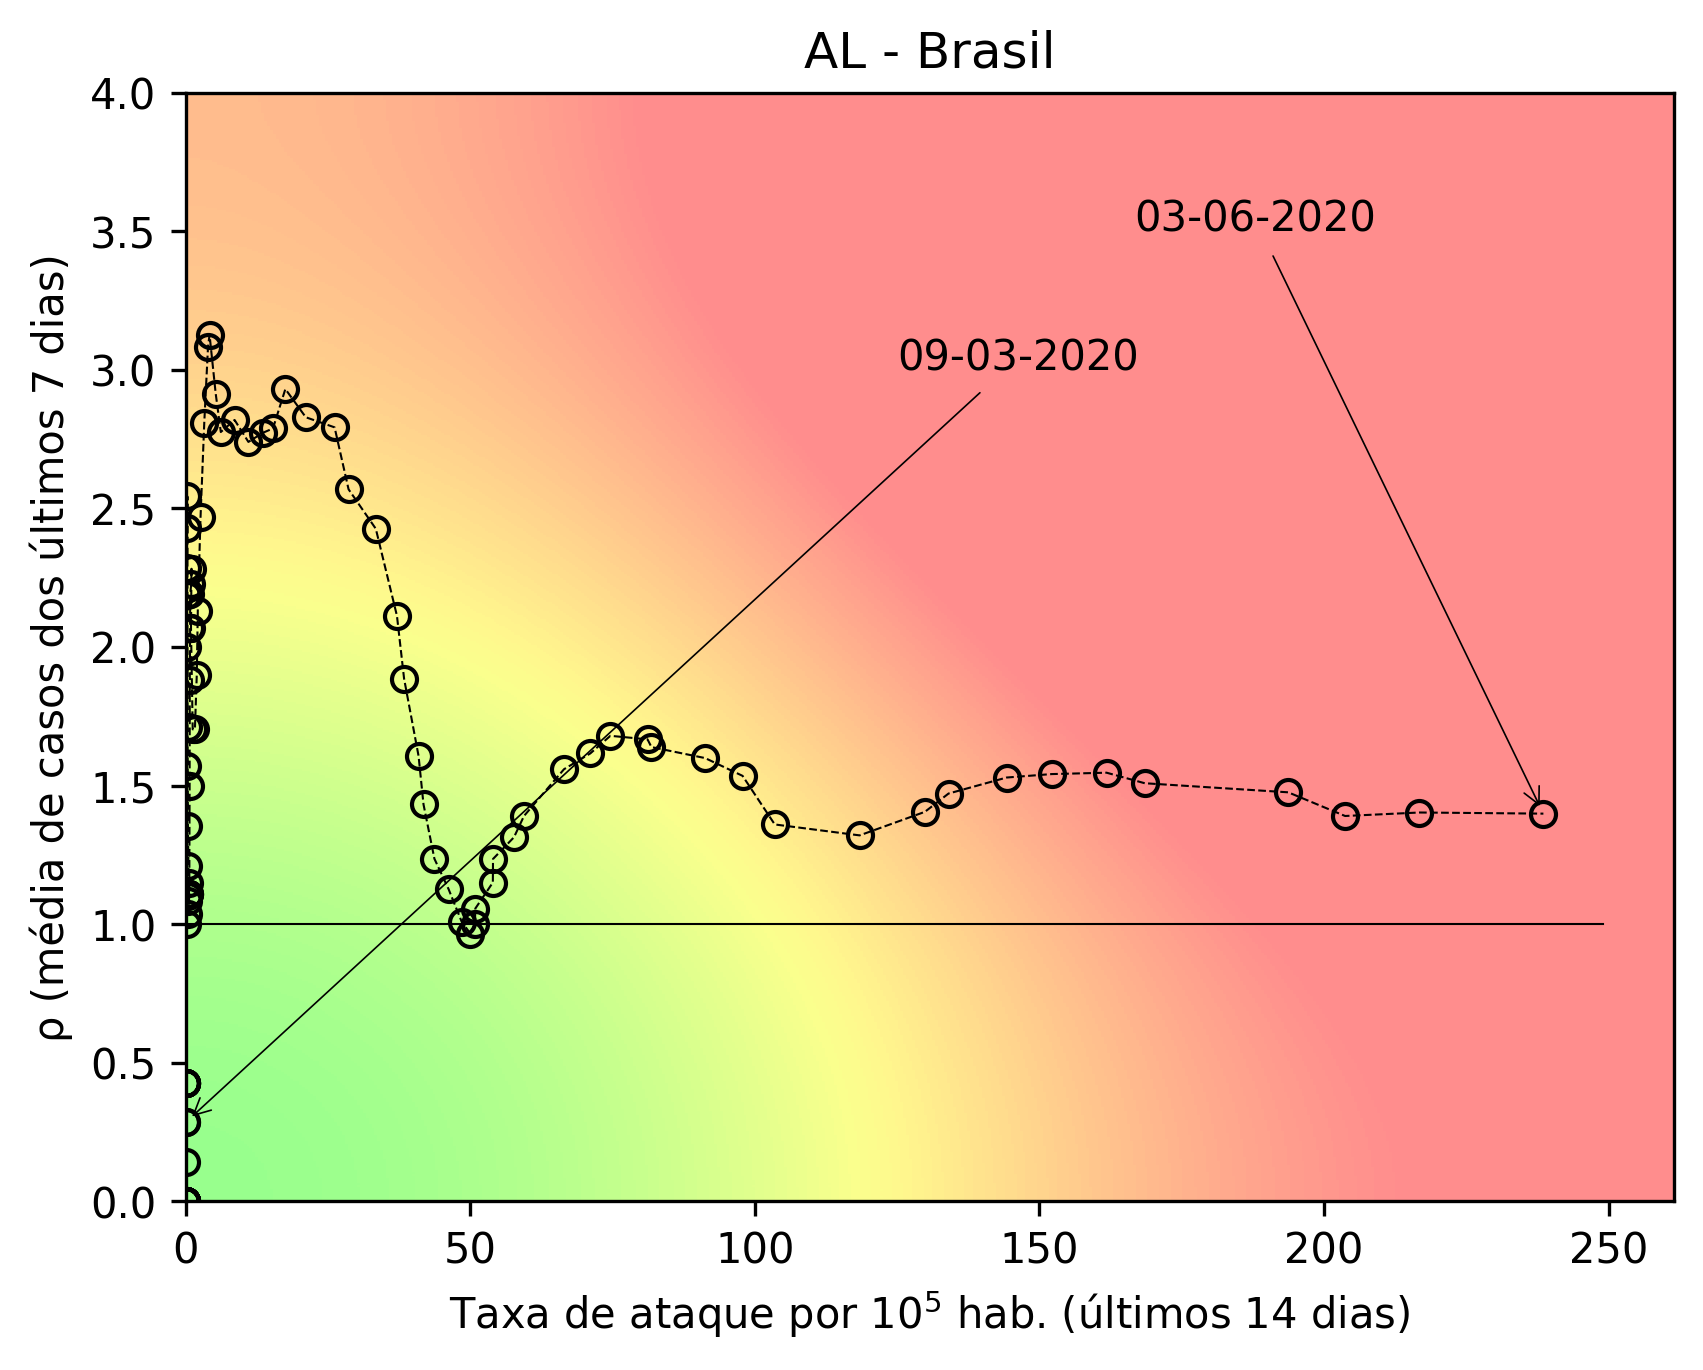 AL - Brasil
4.0
3.5
3.0
2.5
2.0
1.5
1.0
0.5
0.0
ρ (média de casos dos últimos 7 dias)
03-06-2020
09-03-2020
0 50 100 150 200 250
Taxa de ataque por 10⁵ hab. (últimos 14 dias)